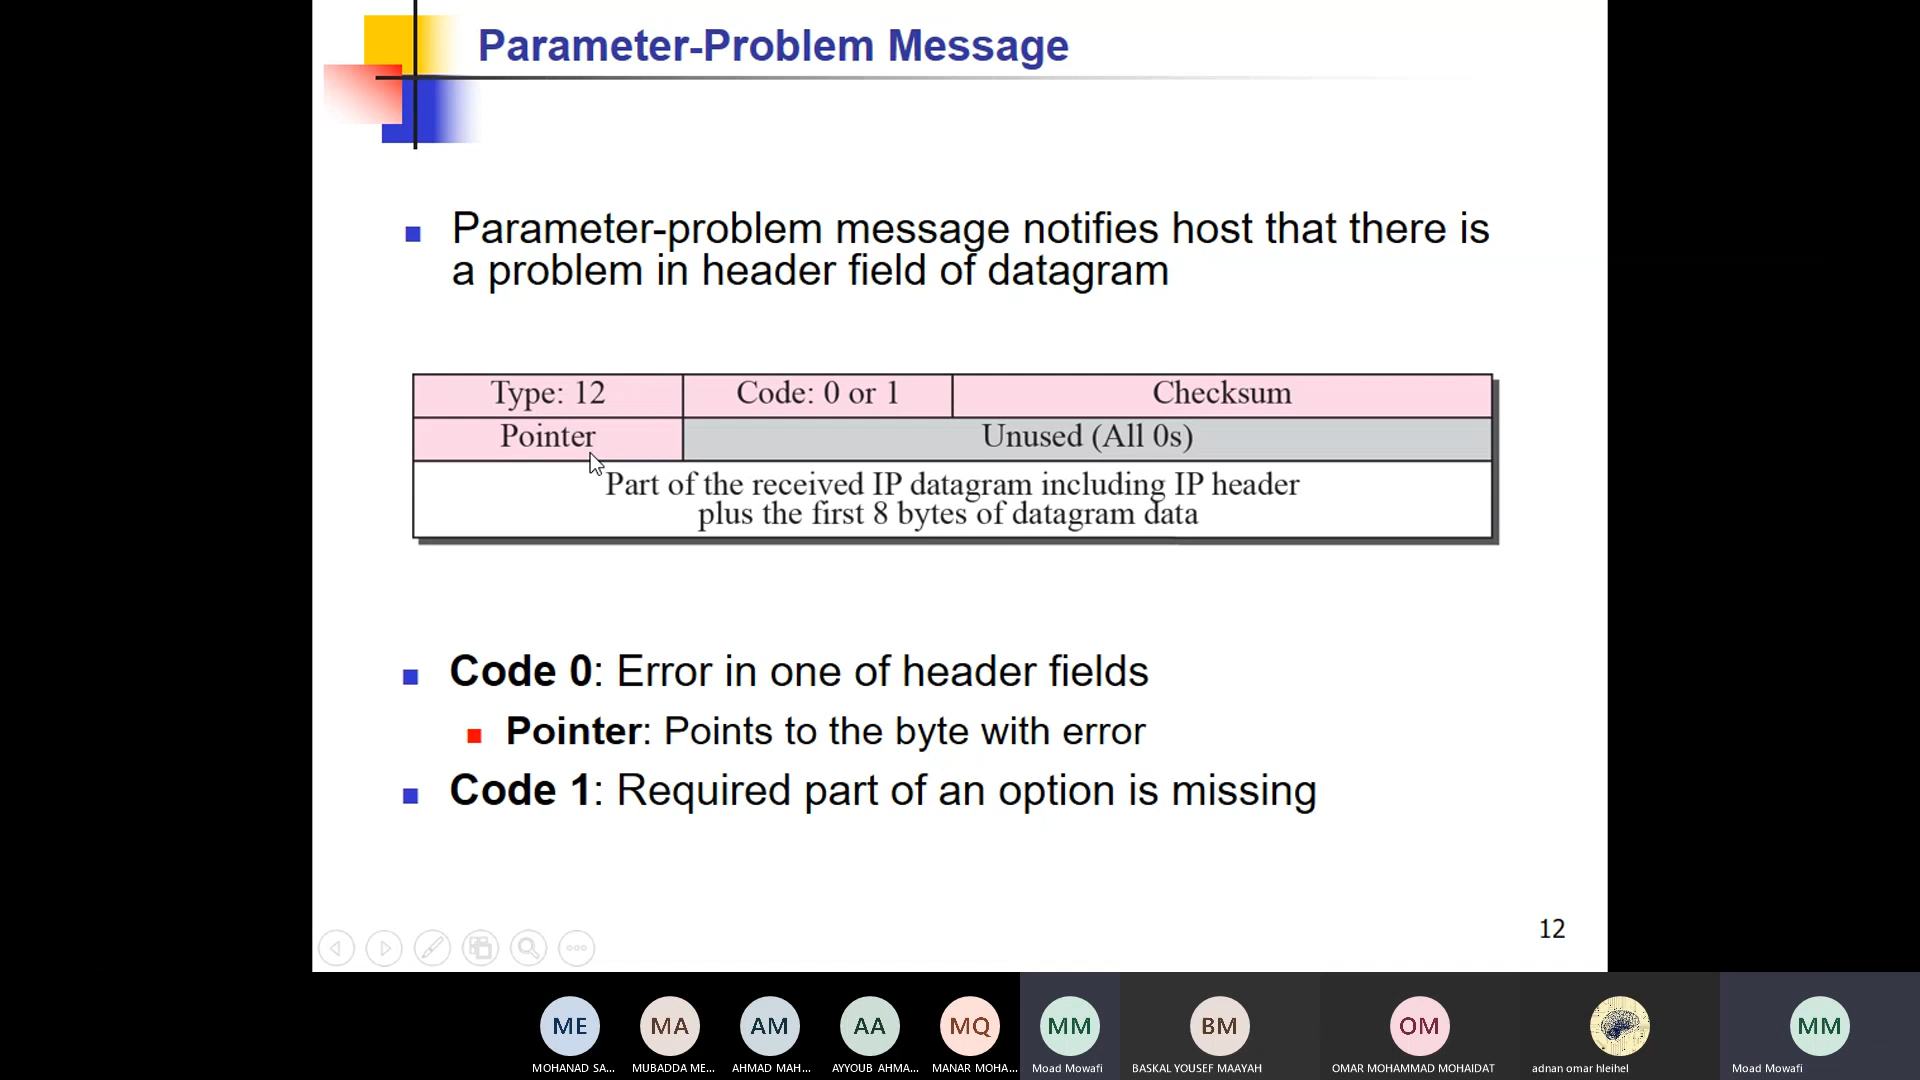 Parameter-Problem Message
Parameter-problem message notifies host that there is
a problem in header field of datagram
Type: 12
Code: 0 or 1
Checksum
Pointer
Unused (All 0s)
Part of the received IP datagram including IP header
plus the first 8 bytes of datagram data
Code 0: Error in one of header fields
Pointer: Points to the byte with error
Code 1: Required part of an option is missing
12
ME
MA
AM
AA
MQ
MM
BM
OM
MM
MOHANAD SA...
MUBADDA ME...
AHMAD MAH...
AYYOUB AHMA...
MANAR MOHA...
Moad Mowafi
BASKAL YOUSEF MAAYAH
OMAR MOHAMMAD MOHAIDAT
adnan omar hleihel
Moad Mowafi